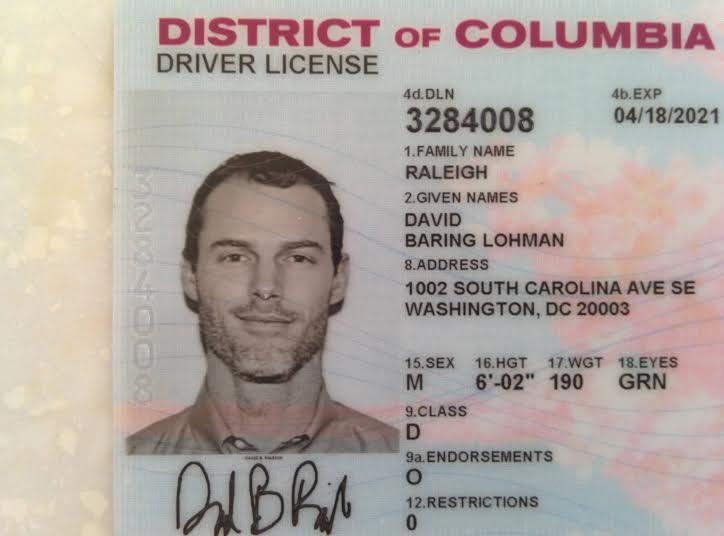 DISTRICT OF COLUMBIA
DRIVER LICENSE
4d.DLN 4b.EXP
3284008 04/18/2021
1.FAMILY NAME
RALEIGH
2.GIVEN NAMES
DAVID
BARING LOHMAN
8.ADDRESS
1002 SOUTH CAROLINA AVE SE
WASHINGTON, DC 20003
15.SEX 16.HGT 17.WGT 18.EYES
M 6'-02" 190 GRN
9.CLASS
D
9a.ENDORSEMENTS
O
12.RESTRICTIONS
0
3284008